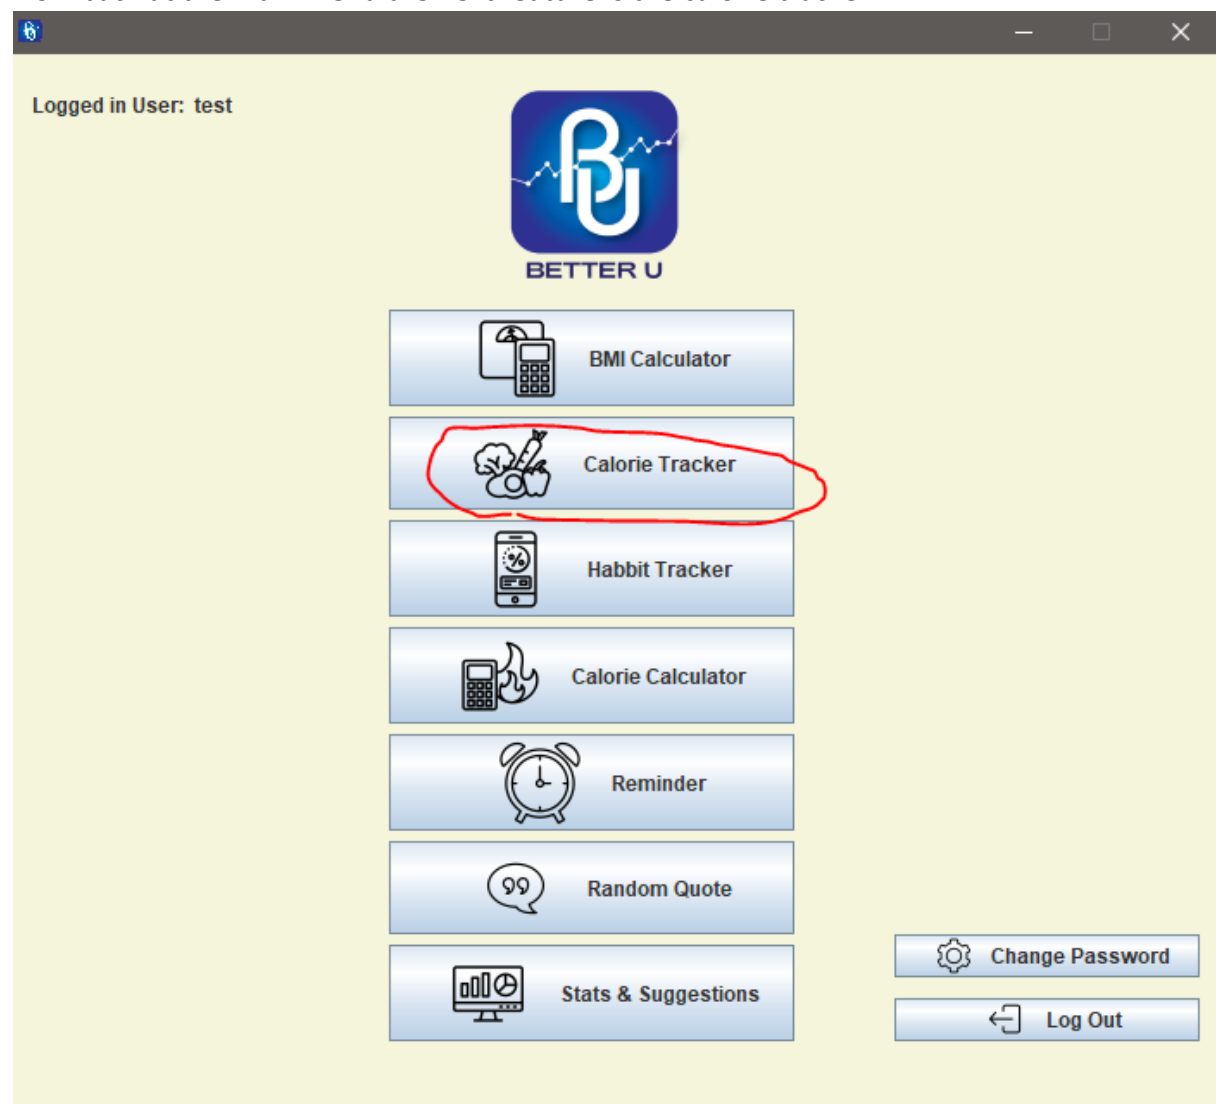 Logged in User: test
BU
BETTER U
BMI Calculator
Calorie Tracker
Habbit Tracker
Calorie Calculator
Reminder
Random Quote
Stats & Suggestions
Change Password
Log Out